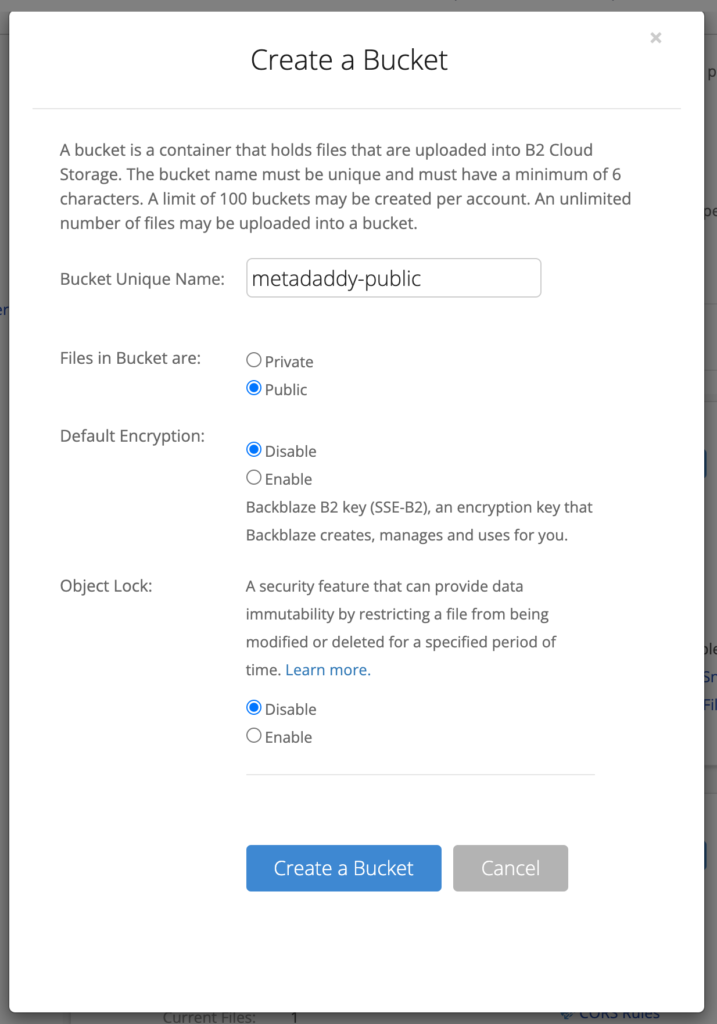 ×
Create a Bucket
A bucket is a container that holds files that are uploaded into B2 Cloud
Storage. The bucket name must be unique and must have a minimum of 6
characters. A limit of 100 buckets may be created per account. An unlimited
number of files may be uploaded into a bucket.
Bucket Unique Name: metadaddy-public
Files in Bucket are: Private
Public
Default Encryption: Disable
Enable
Backblaze B2 key (SSE-B2), an encryption key that
Backblaze creates, manages and uses for you.
Object Lock: A security feature that can provide data
immutability by restricting a file from being
modified or deleted for a specified period of
time. Learn more.
Disable
Enable
Create a Bucket Cancel
Current Files: 1 CORS Rules